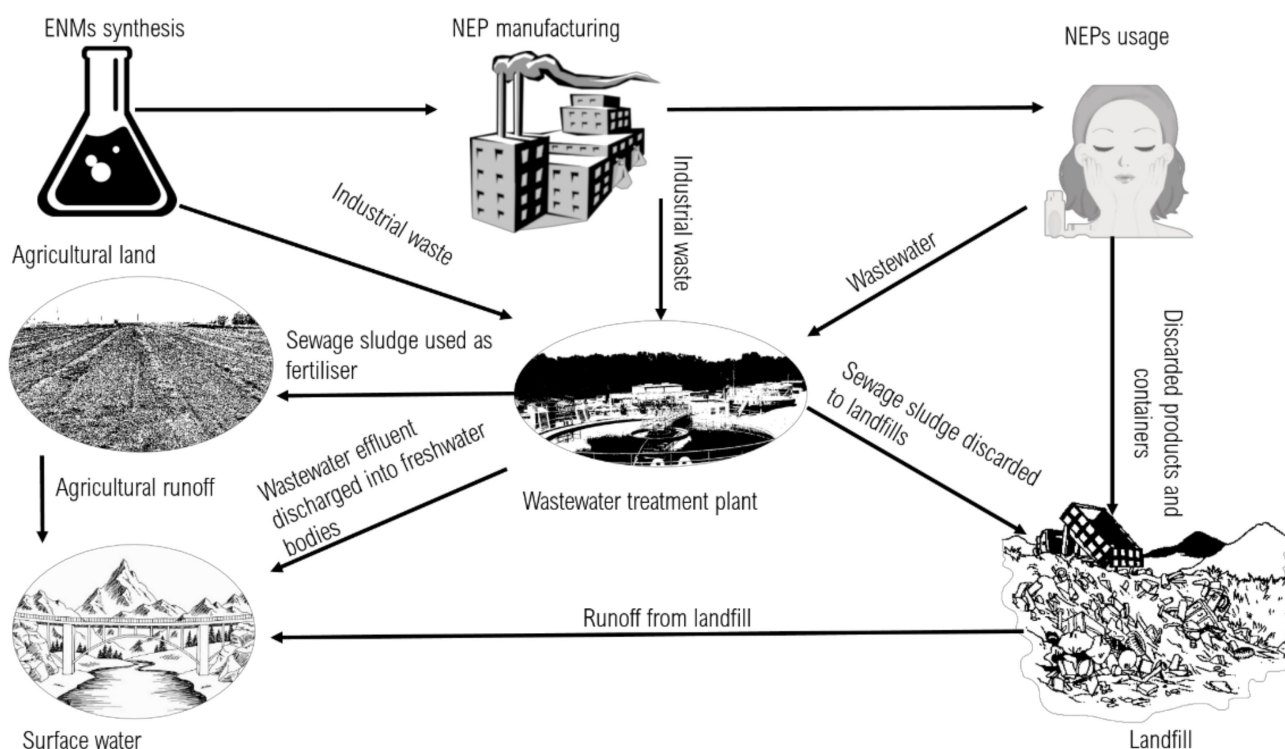 ENMs synthesis
NEP manufacturing
NEPs usage
Industrial waste
Industrial waste
Wastewater
Discarded products and
containers
Agricultural land
Sewage sludge used as
fertiliser
Sewage sludge discarded
to landfills
Wastewater effluent
discharged into freshwater
bodies
Agricultural runoff
Wastewater treatment plant
Runoff from landfill
Surface water
Landfill